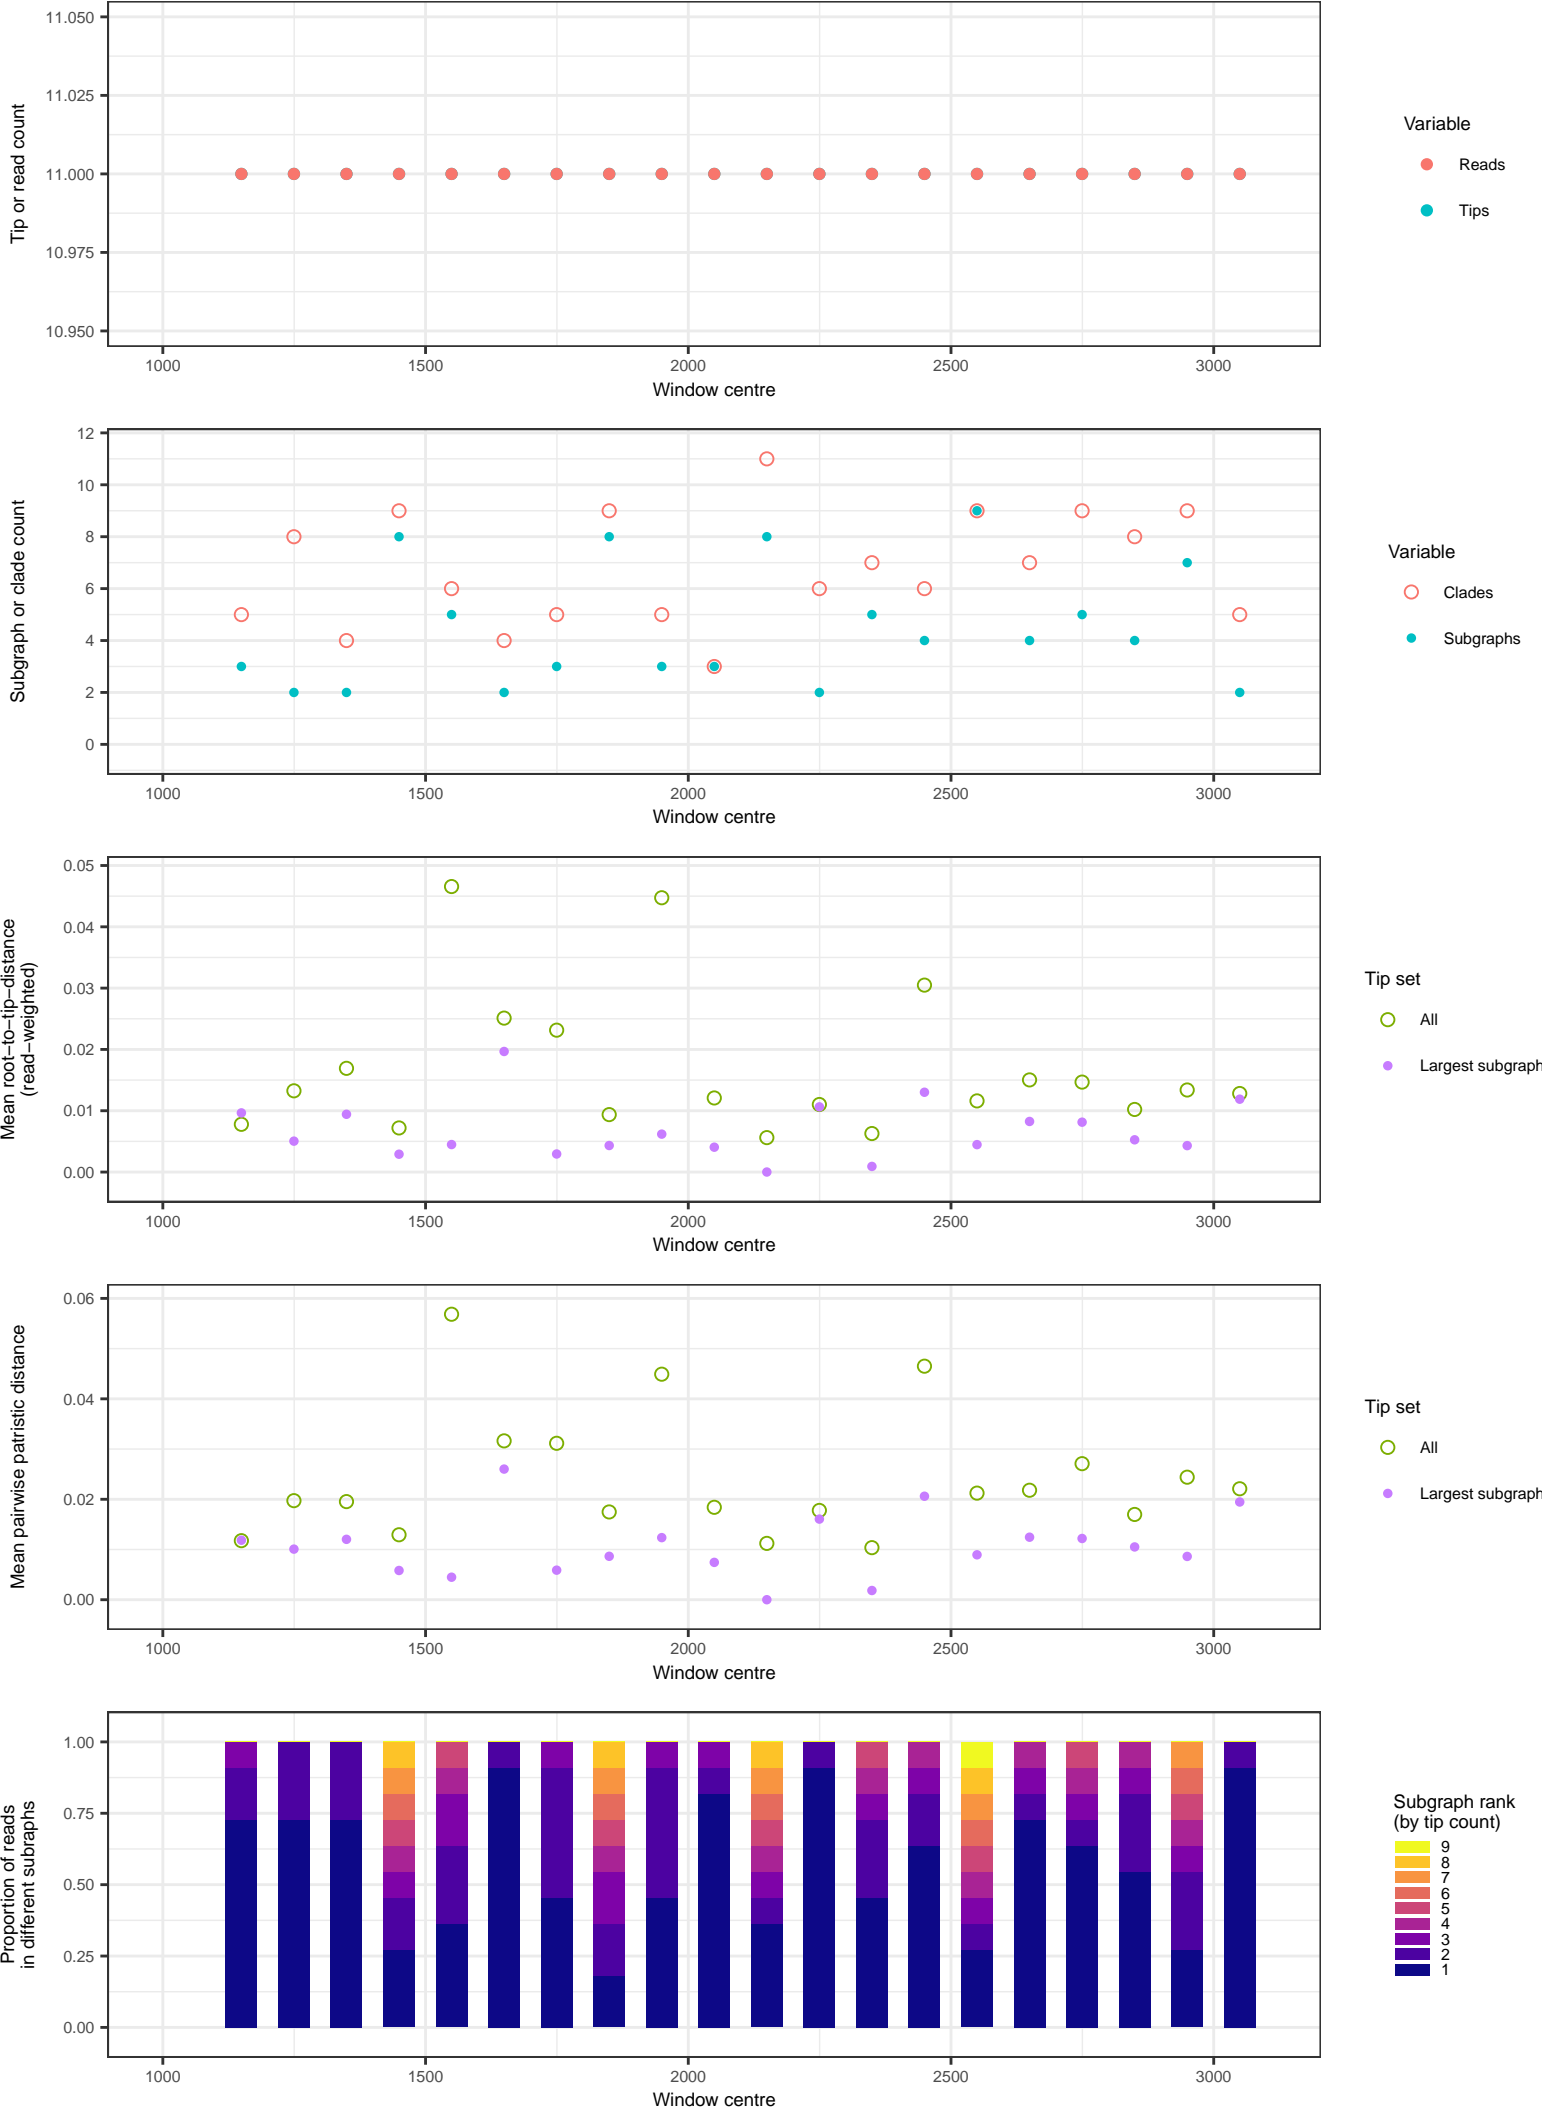 11.050
11.025
11.000
10.975
10.950
Tip or read count
1000 1500 2000 2500 3000
Window centre
Variable
Reads
Tips
12
10
8
6
4
2
0
Subgraph or clade count
1000 1500 2000 2500 3000
Window centre
Variable
Clades
Subgraphs
0.05
0.04
0.03
0.02
0.01
0.00
Mean root−to−tip−distance
(read−weighted)
1000 1500 2000 2500 3000
Window centre
Tip set
All
Largest subgraph
0.06
0.04
0.02
0.00
Mean pairwise patristic distance
1000 1500 2000 2500 3000
Window centre
Tip set
All
Largest subgraph
1.00
0.75
0.50
0.25
0.00
Proportion of reads
in different subraphs
1000 1500 2000 2500 3000
Window centre
Subgraph rank
(by tip count)
9
8
7
6
5
4
3
2
1